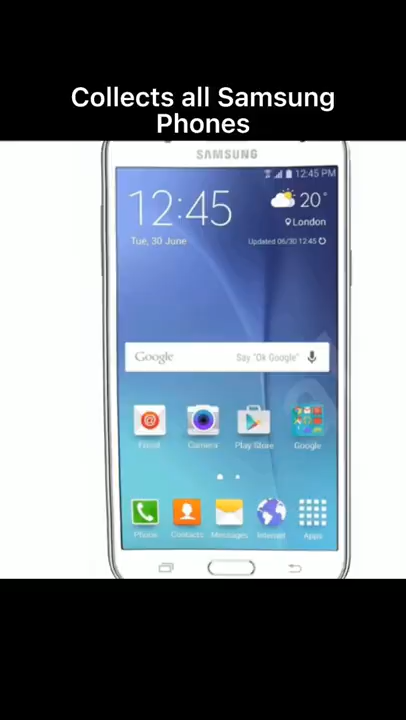 Collects all Samsung
Phones
SAMSUNG
12:45 PM
12:45
20°
London
Tue, 30 June
Updated 06/30 12:45
Google
Say "Ok Google"
Email
Camera
Play Store
Google
Phone
Contacts
Messages
Internet
Apps